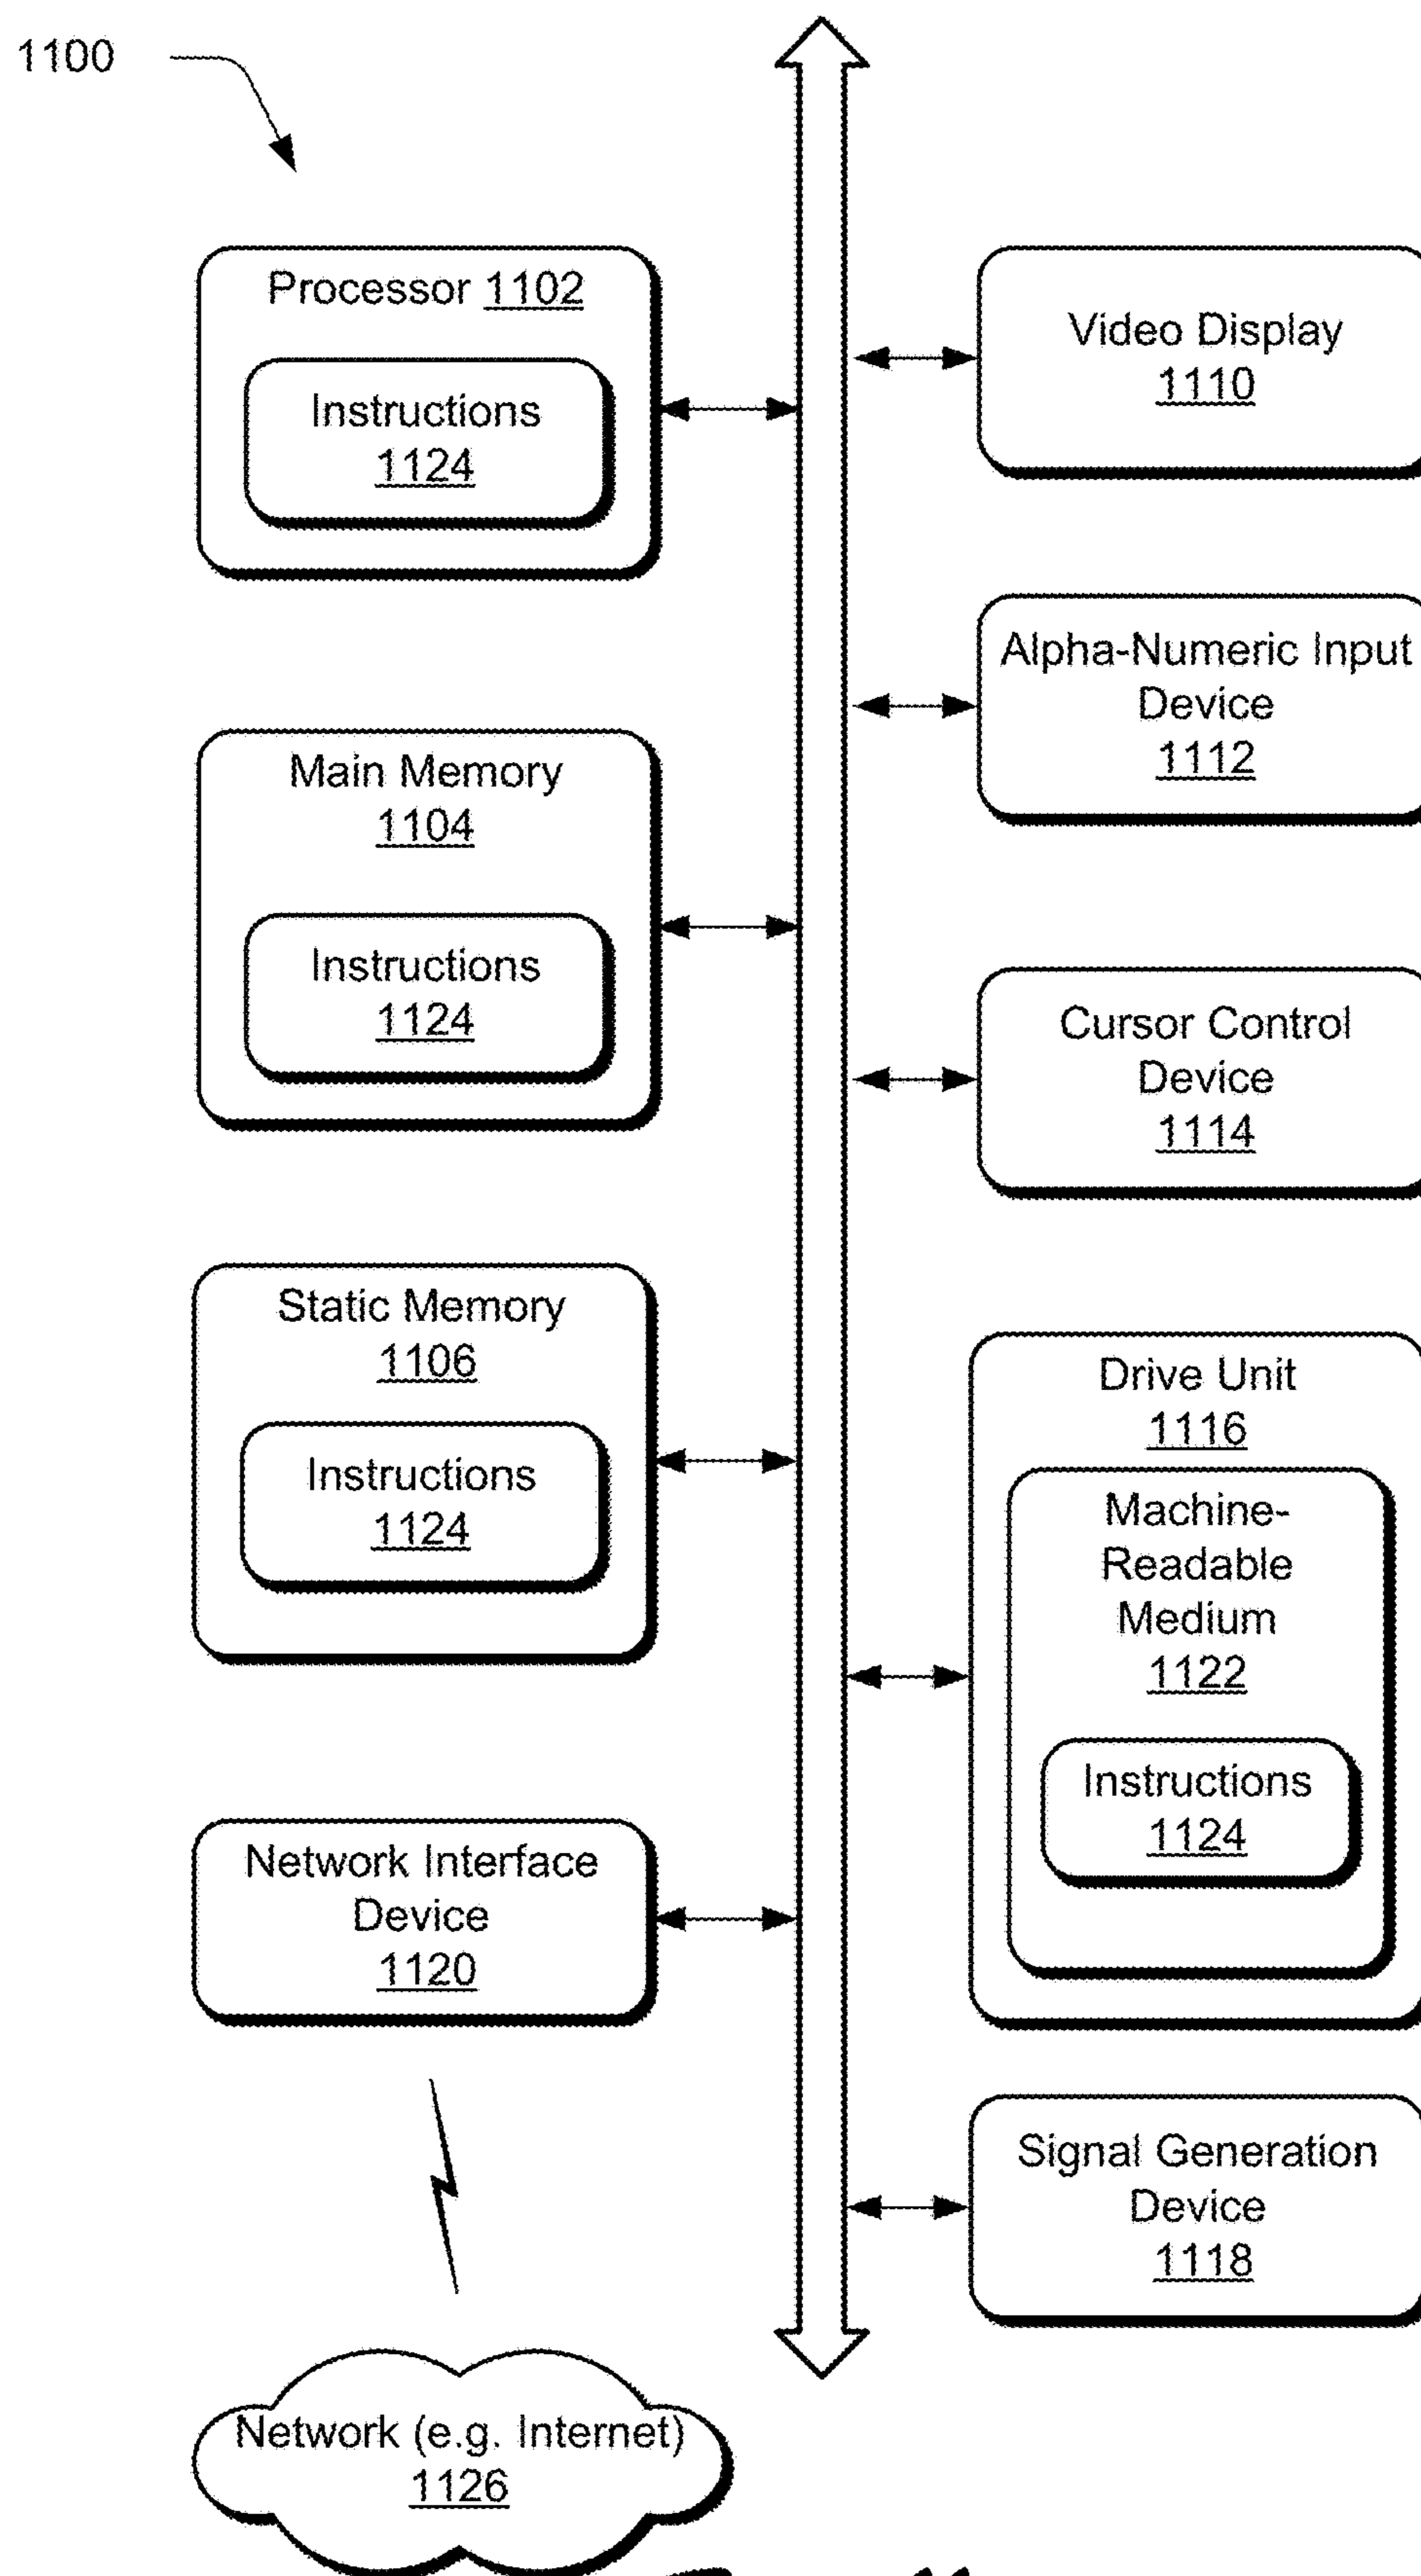 1100
Processor 1102
Instructions
1124
Main Memory
1104
Instructions
1124
Static Memory
1106
Instructions
1124
Network Interface
Device
1120
Network (e.g. Internet)
1126
Video Display
1110
Alpha-Numeric Input
Device
1112
Cursor Control
Device
1114
Drive Unit
1116
Machine-
Readable
Medium
1122
Instructions
1124
Signal Generation
Device
1118